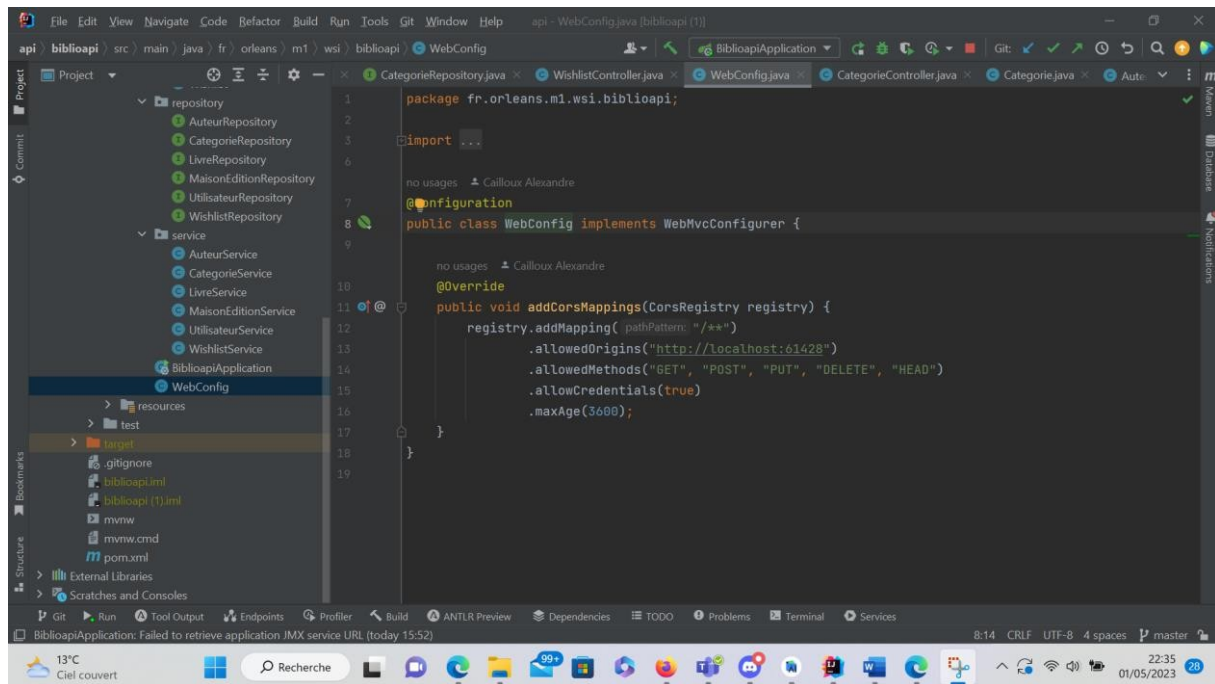 File Edit View Navigate Code Refactor Build Run Tools Git Window Help api - WebConfig.java [biblioapi (1)]
api biblioapi src main java fr orleans m1 wsi biblioapi WebConfig BiblioapiApplication Git:
Project CategorieRepository.java WishlistController.java WebConfig.java CategorieController.java Categorie.java Aute
repository
AuteurRepository
CategorieRepository
LivreRepository
MaisonEditionRepository
UtilisateurRepository
WishlistRepository
service
AuteurService
CategorieService
LivreService
MaisonEditionService
UtilisateurService
WishlistService
BiblioapiApplication
WebConfig
resources
test
target
.gitignore
biblioapi.iml
biblioapi (1).iml
mvnw
mvnw.cmd
pom.xml
External Libraries
Scratches and Consoles
1 package fr.orleans.m1.wsi.biblioapi;
2
3 import ...
6
no usages Cailloux Alexandre
7 @Configuration
8 public class WebConfig implements WebMvcConfigurer {
9
no usages Cailloux Alexandre
10 @Override
11 public void addCorsMappings(CorsRegistry registry) {
12 registry.addMapping( pathPattern: "/**")
13 .allowedOrigins("http://localhost:61428")
14 .allowedMethods("GET", "POST", "PUT", "DELETE", "HEAD")
15 .allowCredentials(true)
16 .maxAge(3600);
17 }
18 }
19
Project
Commit
Bookmarks
Structure
Maven
Database
Notifications
Git Run Tool Output Endpoints Profiler Build ANTLR Preview Dependencies TODO Problems Terminal Services
BiblioapiApplication: Failed to retrieve application JMX service URL (today 15:52) 8:14 CRLF UTF-8 4 spaces master
13°C
Ciel couvert
Recherche
99+
22:35
01/05/2023
28